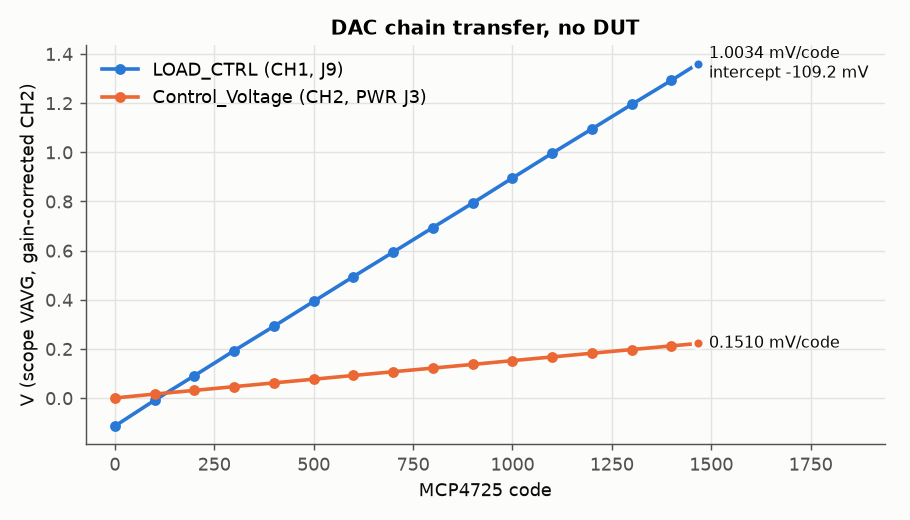 DAC chain transfer, no DUT
LOAD_CTRL (CH1, J9)
Control_Voltage (CH2, PWR J3)
1.0034 mV/code
intercept -109.2 mV
0.1510 mV/code
V (scope VAVG, gain-corrected CH2)
1.4
1.2
1.0
0.8
0.6
0.4
0.2
0.0
0 250 500 750 1000 1250 1500 1750
MCP4725 code